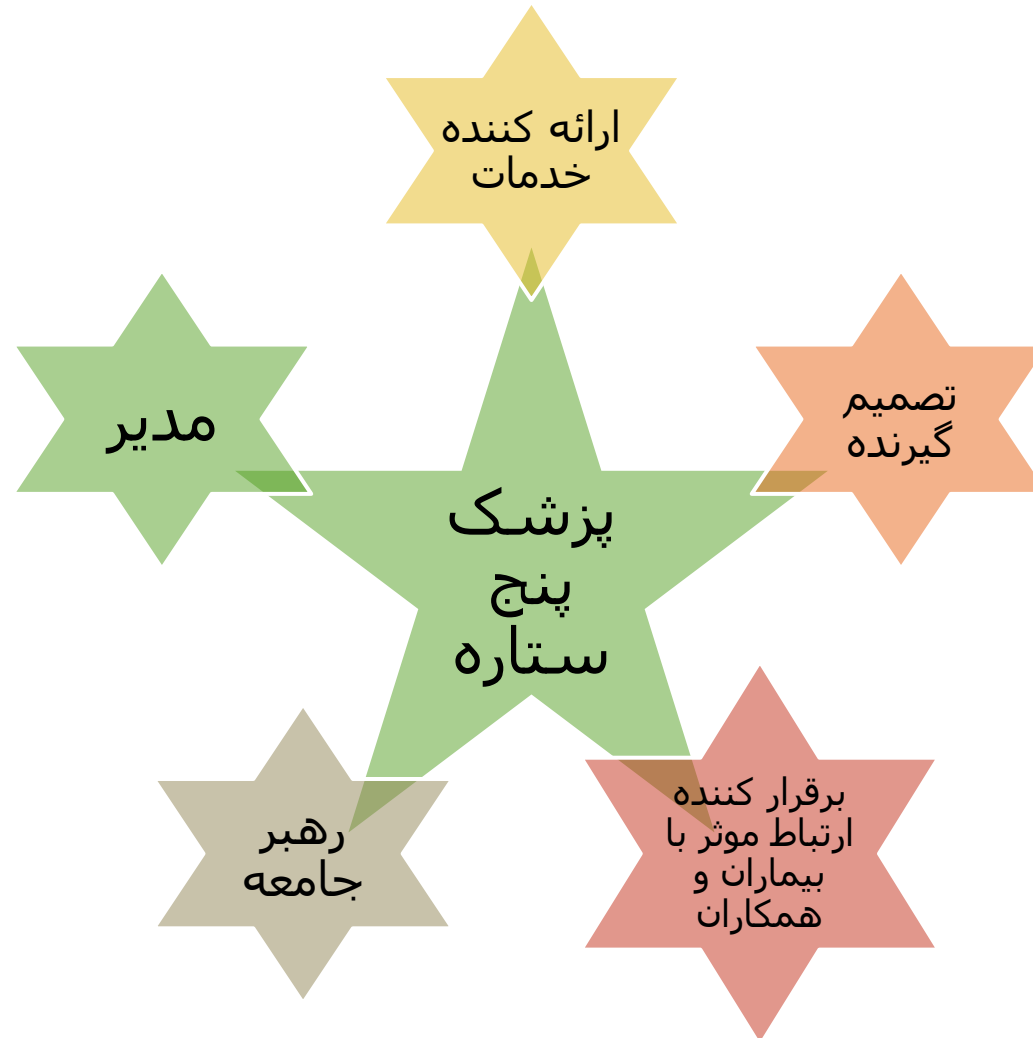 ارائه کننده
خدمات
تصمیم
گیرنده
مدیر
پزشک
پنج
ستاره
برقرار کننده
ارتباط موثر با
بیماران و
همکاران
رهبر
جامعه